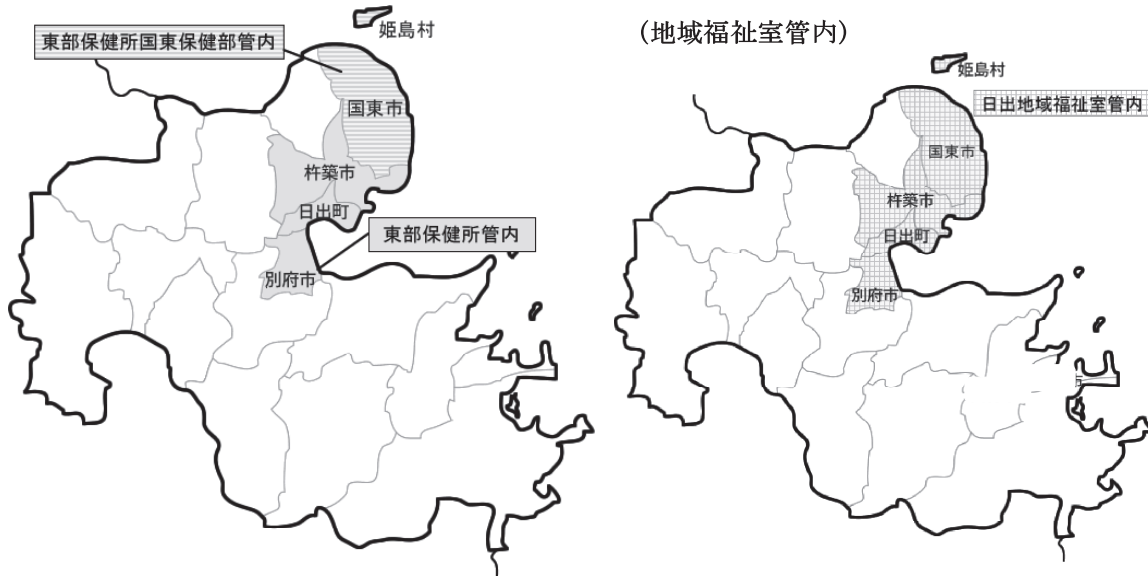 東部保健所国東保健部管内
姫島村
国東市
杵築市
日出町
東部保健所管内
別府市
(地域福祉室管内)
姫島村
日出地域福祉室管内
国東市
杵築市
日出町
別府市